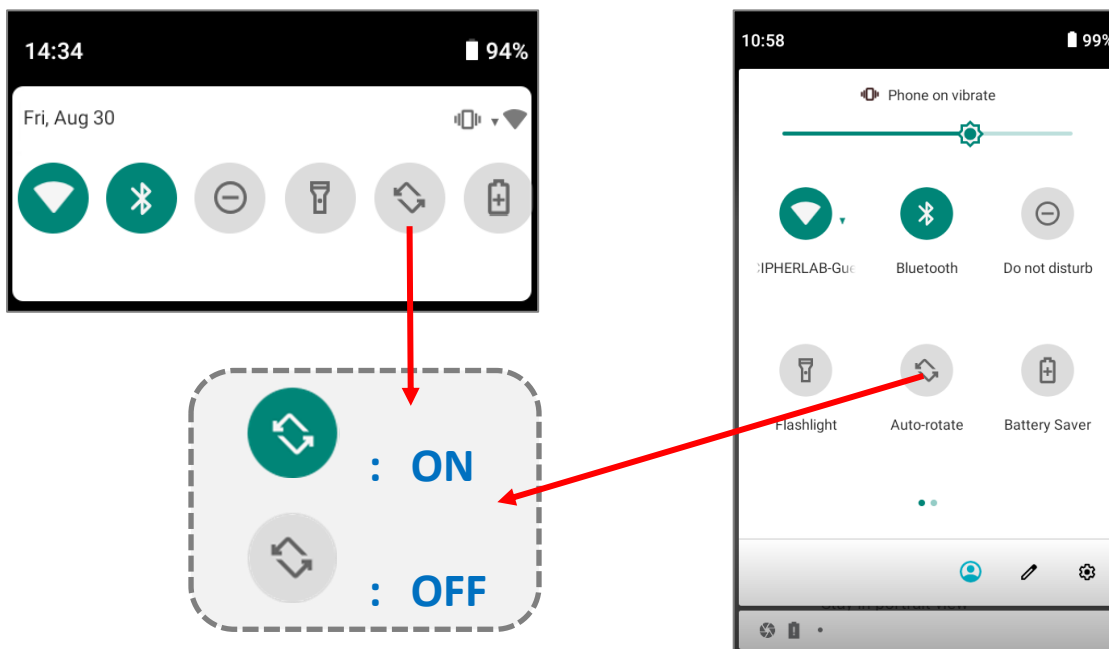 14:34
94%
Fri, Aug 30
: ON
: OFF
10:58
99%
Phone on vibrate
IPHERLAB-Gue
Bluetooth
Do not disturb
Flashlight
Auto-rotate
Battery Saver